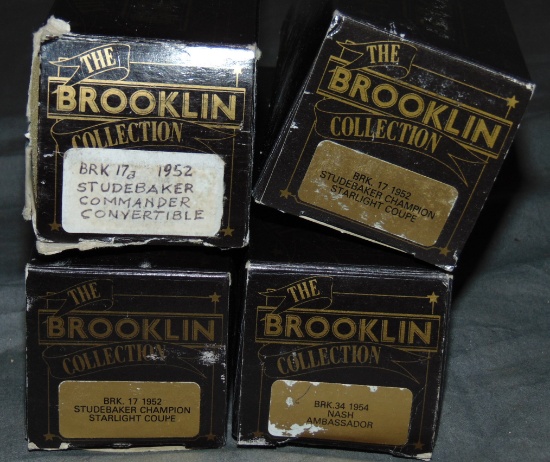 THE
BROOKLIN
COLLECTION
BRK 17a 1952
STUDEBAKER
COMMANDER
CONVERTIBLE
THE
BROOKLIN
COLLECTION
BRK. 17 1952
STUDEBAKER CHAMPION
STARLIGHT COUPE
THE
BROOKLIN
COLLECTION
BRK. 17 1952
STUDEBAKER CHAMPION
STARLIGHT COUPE
THE
BROOKLIN
COLLECTION
BRK.34 1954
NASH
AMBASSADOR